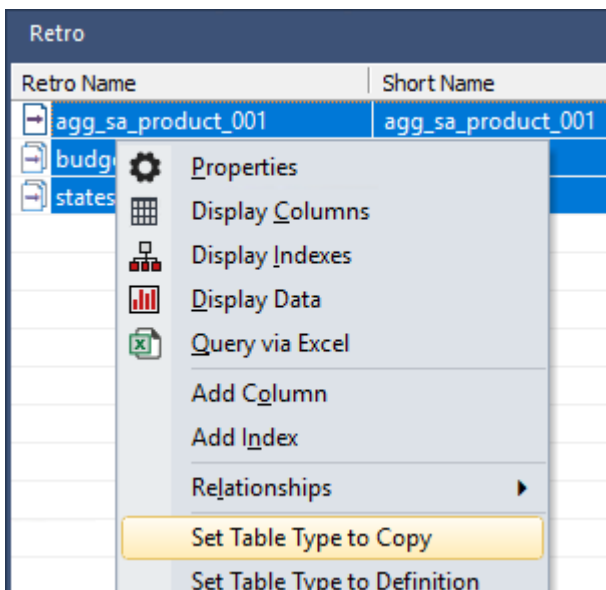 Retro
Retro Name Short Name
agg_sa_product_001 agg_sa_product_001
states
Properties
Display Columns
Display Indexes
Display Data
Query via Excel
Add Column
Add Index
Relationships
Set Table Type to Copy
Set Table Type to Definition